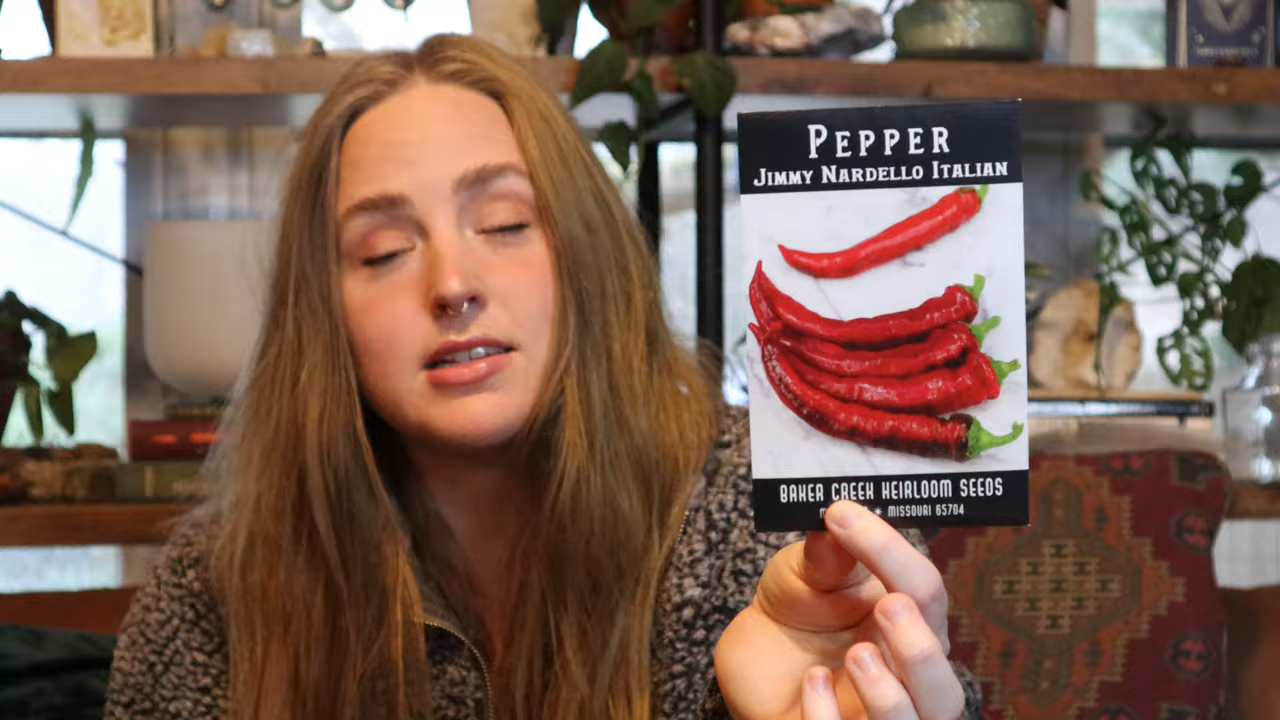 PEPPER
JIMMY NARDELLO ITALIAN
BAKER CREEK HEIRLOOM SEEDS
MISSOURI 65704